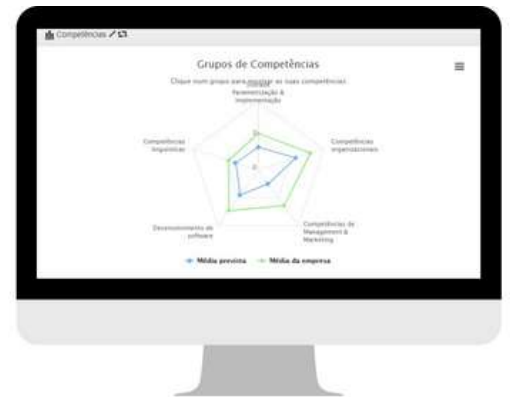 Competências
Grupos de Competências
Clique num grupo para mostrar as suas competências
Parametrização &
Implementação
Competências
linguísticas
Competências
organizacionais
Desenvolvimento de
software
Competências de
Management &
Marketing
Média prevista
Média da empresa